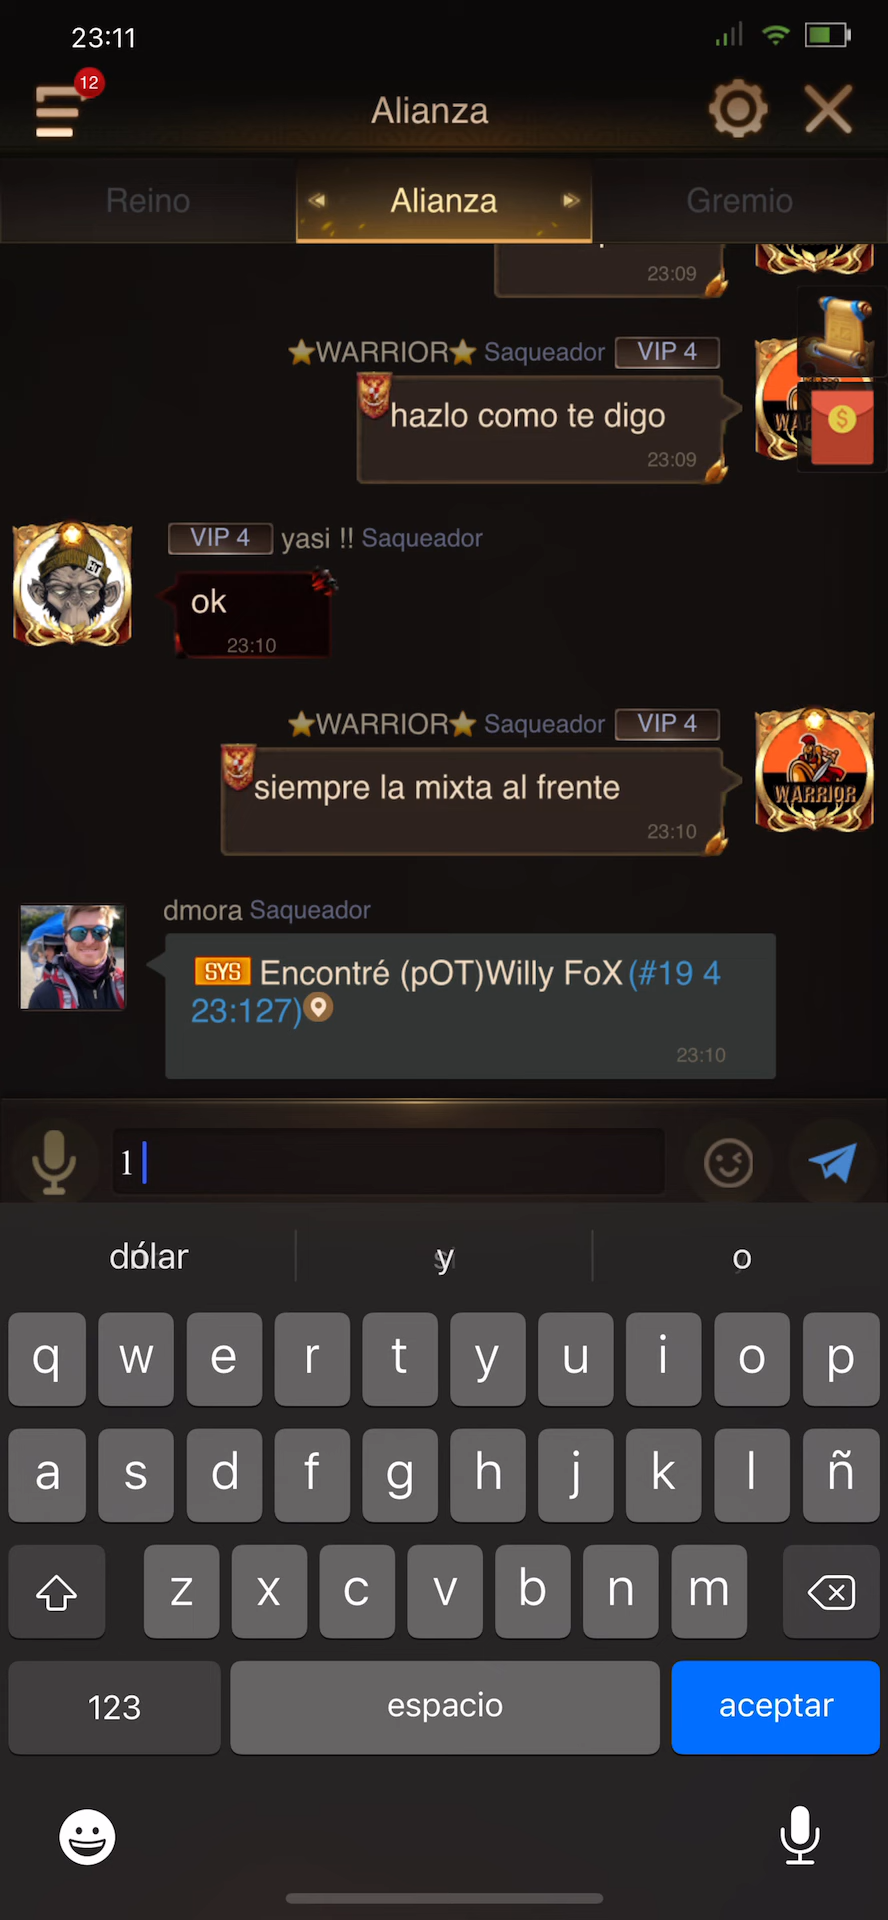 23:11
12
Alianza
Reino
Alianza
Gremio
23:09
★WARRIOR★ Saqueador VIP 4
hazlo como te digo
23:09
VIP 4 yasi !! Saqueador
ok
23:10
★WARRIOR★ Saqueador VIP 4
siempre la mixta al frente
23:10
WARRIOR
dmora Saqueador
SYS Encontré (pOT)Willy FoX(#19 4
23:127)
23:10
1
y
o
q w e r t y u i o p
a s d f g h j k l ñ
z x c v b n m
123 espacio aceptar